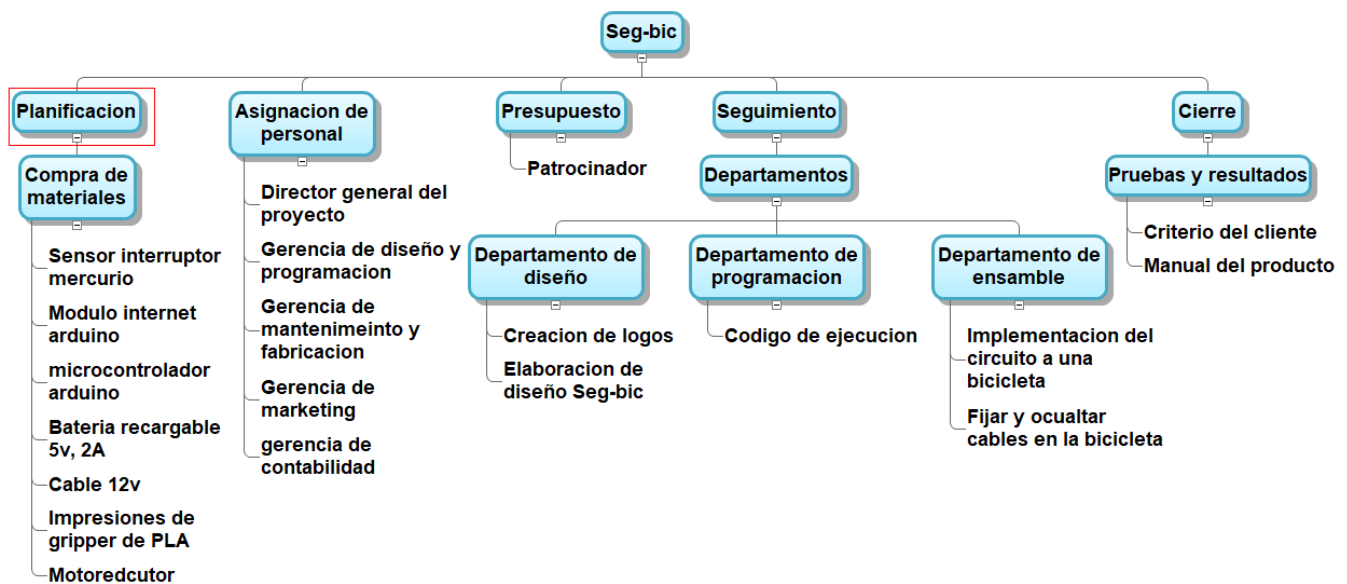 Seg-bic
Planificacion
Compra de
materiales
Sensor interruptor
mercurio
Modulo internet
arduino
microcontrolador
arduino
Bateria recargable
5v, 2A
Cable 12v
Impresiones de
gripper de PLA
Motoredcutor
Asignacion de
personal
Director general del
proyecto
Gerencia de diseño y
programacion
Gerencia de
mantenimeinto y
fabricacion
Gerencia de
marketing
gerencia de
contabilidad
Presupuesto
Patrocinador
Seguimiento
Departamentos
Departamento de
diseño
Creacion de logos
Elaboracion de
diseño Seg-bic
Departamento de
programacion
Codigo de ejecucion
Departamento de
ensamble
Implementacion del
circuito a una
bicicleta
Fijar y ocualtar
cables en la bicicleta
Cierre
Pruebas y resultados
Criterio del cliente
Manual del producto